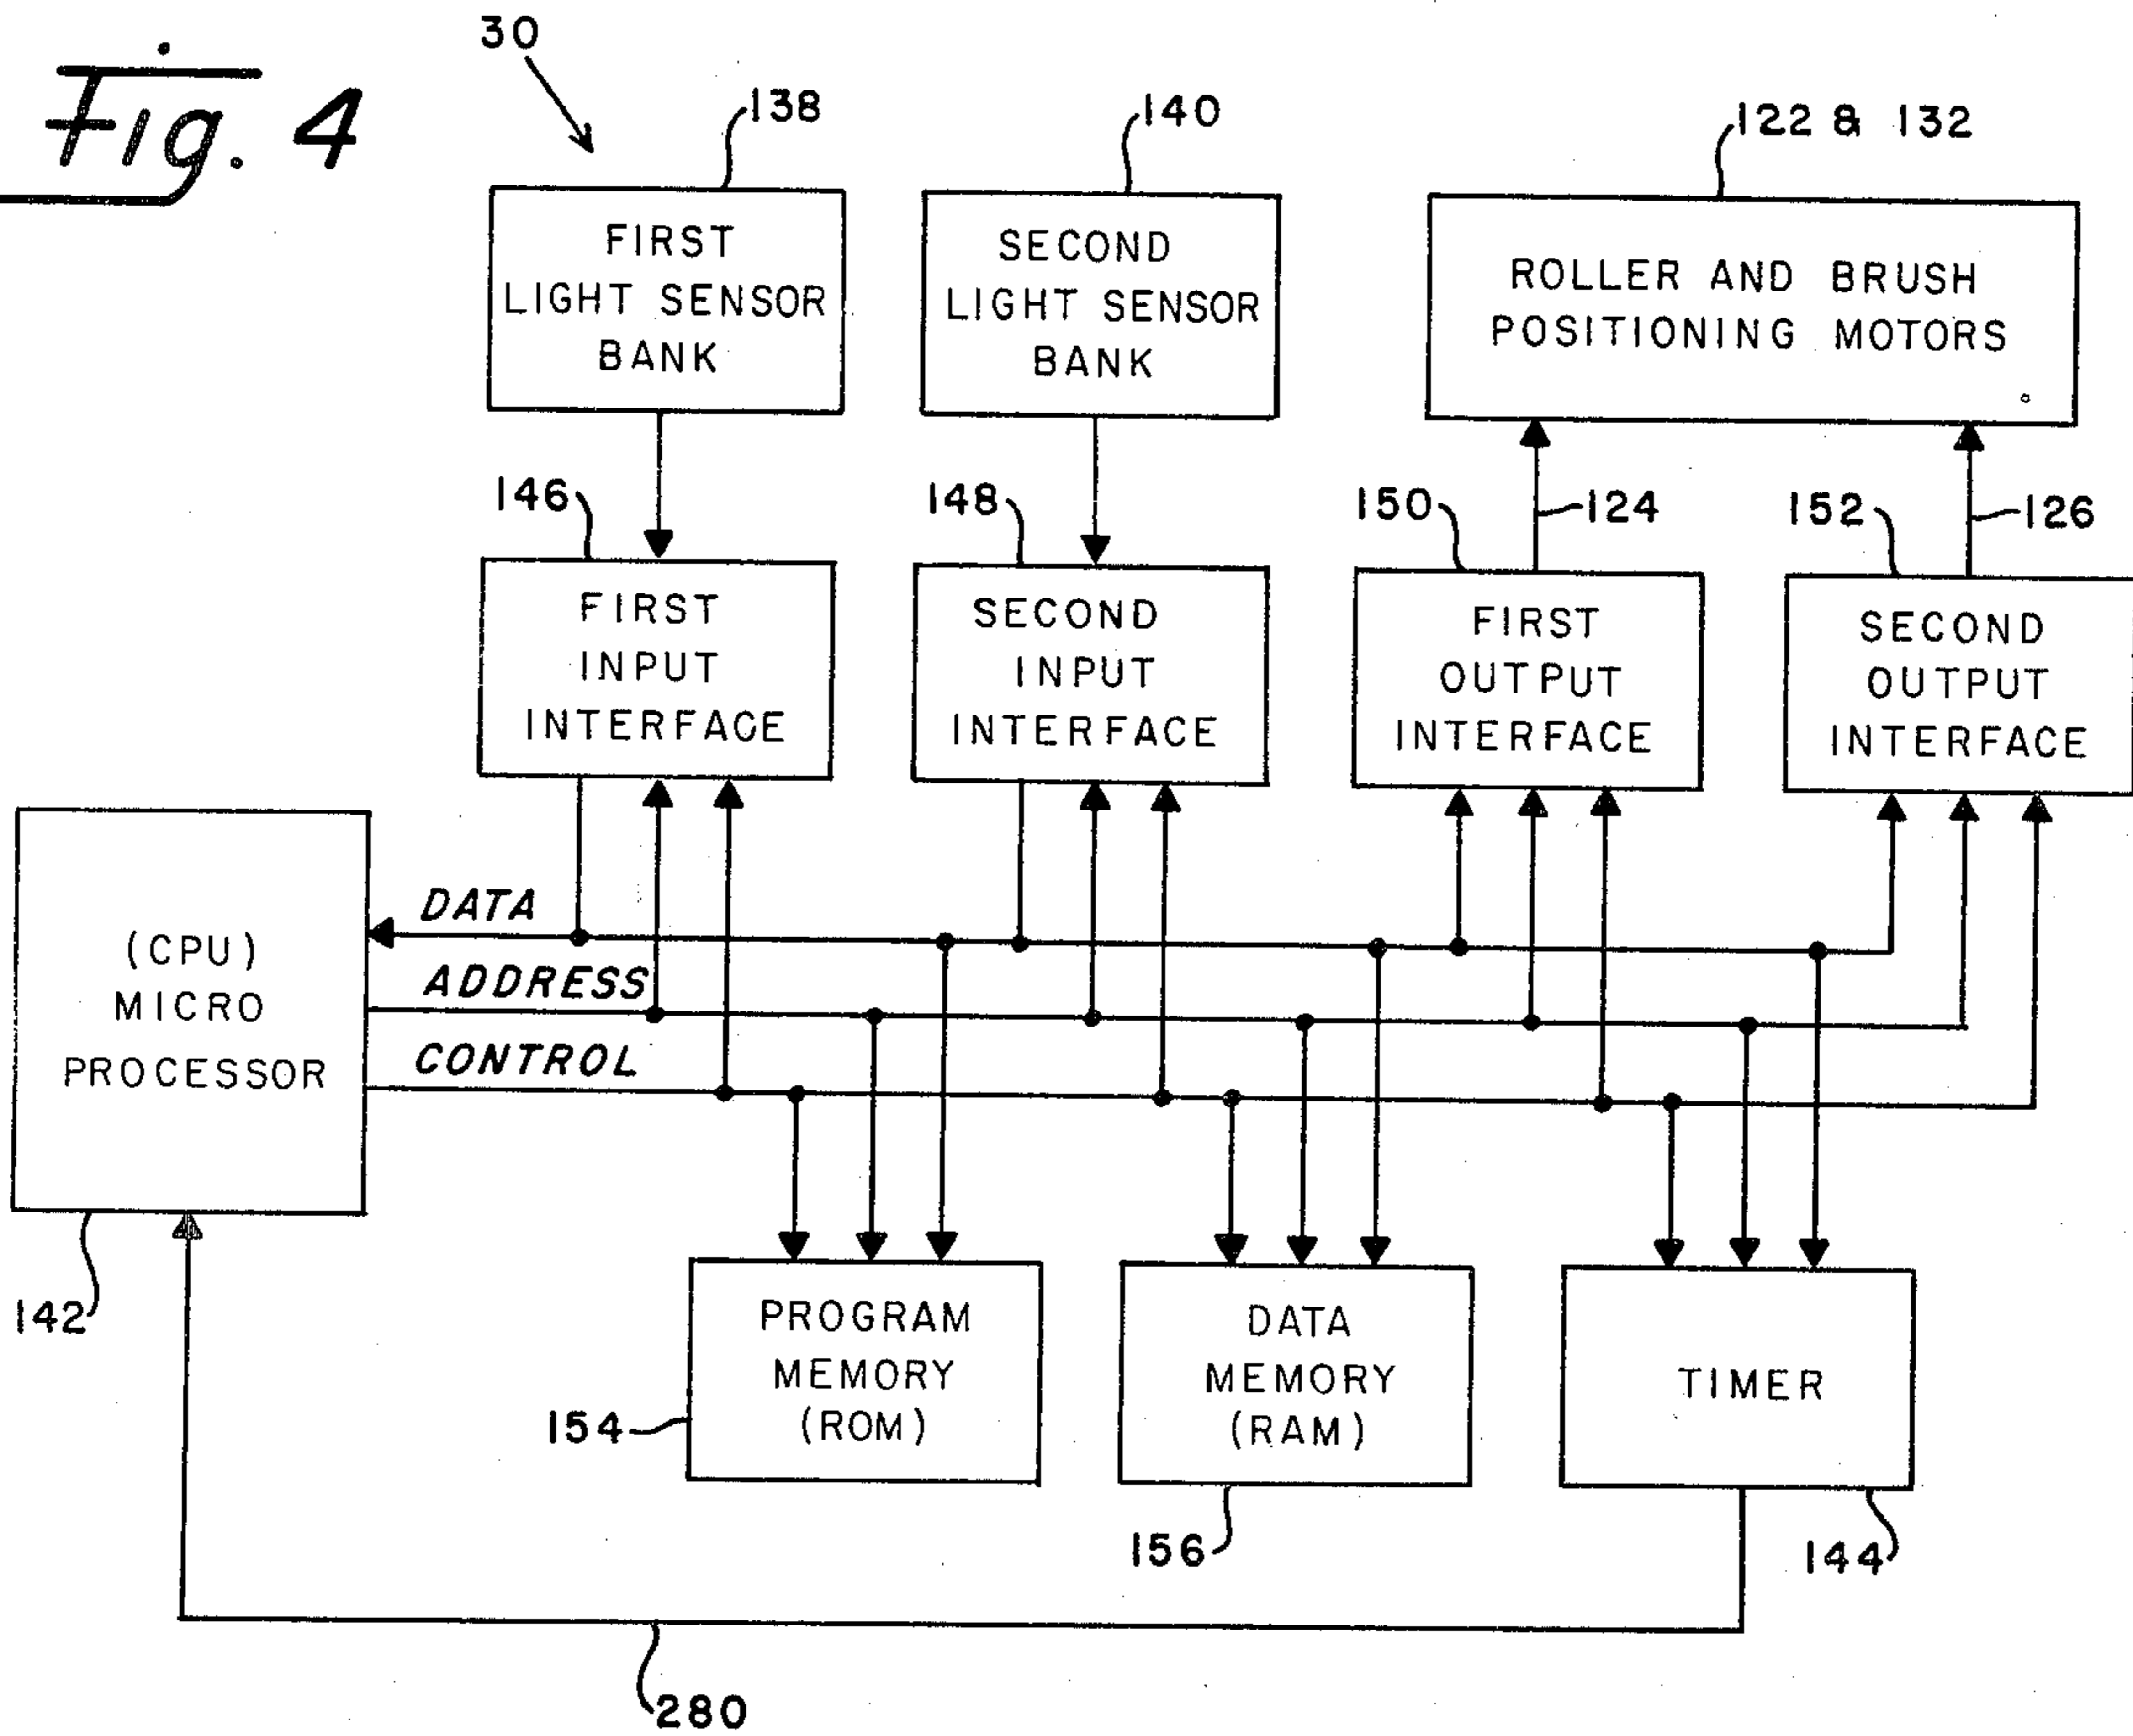 Fig. 4
30
138
140
122 & 132
FIRST
LIGHT SENSOR
BANK
SECOND
LIGHT SENSOR
BANK
ROLLER AND BRUSH
POSITIONING MOTORS
146
148
150
124
152
126
FIRST
INPUT
INTERFACE
SECOND
INPUT
INTERFACE
FIRST
OUTPUT
INTERFACE
SECOND
OUTPUT
INTERFACE
DATA
ADDRESS
CONTROL
(CPU)
MICRO
PROCESSOR
142
PROGRAM
MEMORY
(ROM)
154
DATA
MEMORY
(RAM)
156
TIMER
144
280